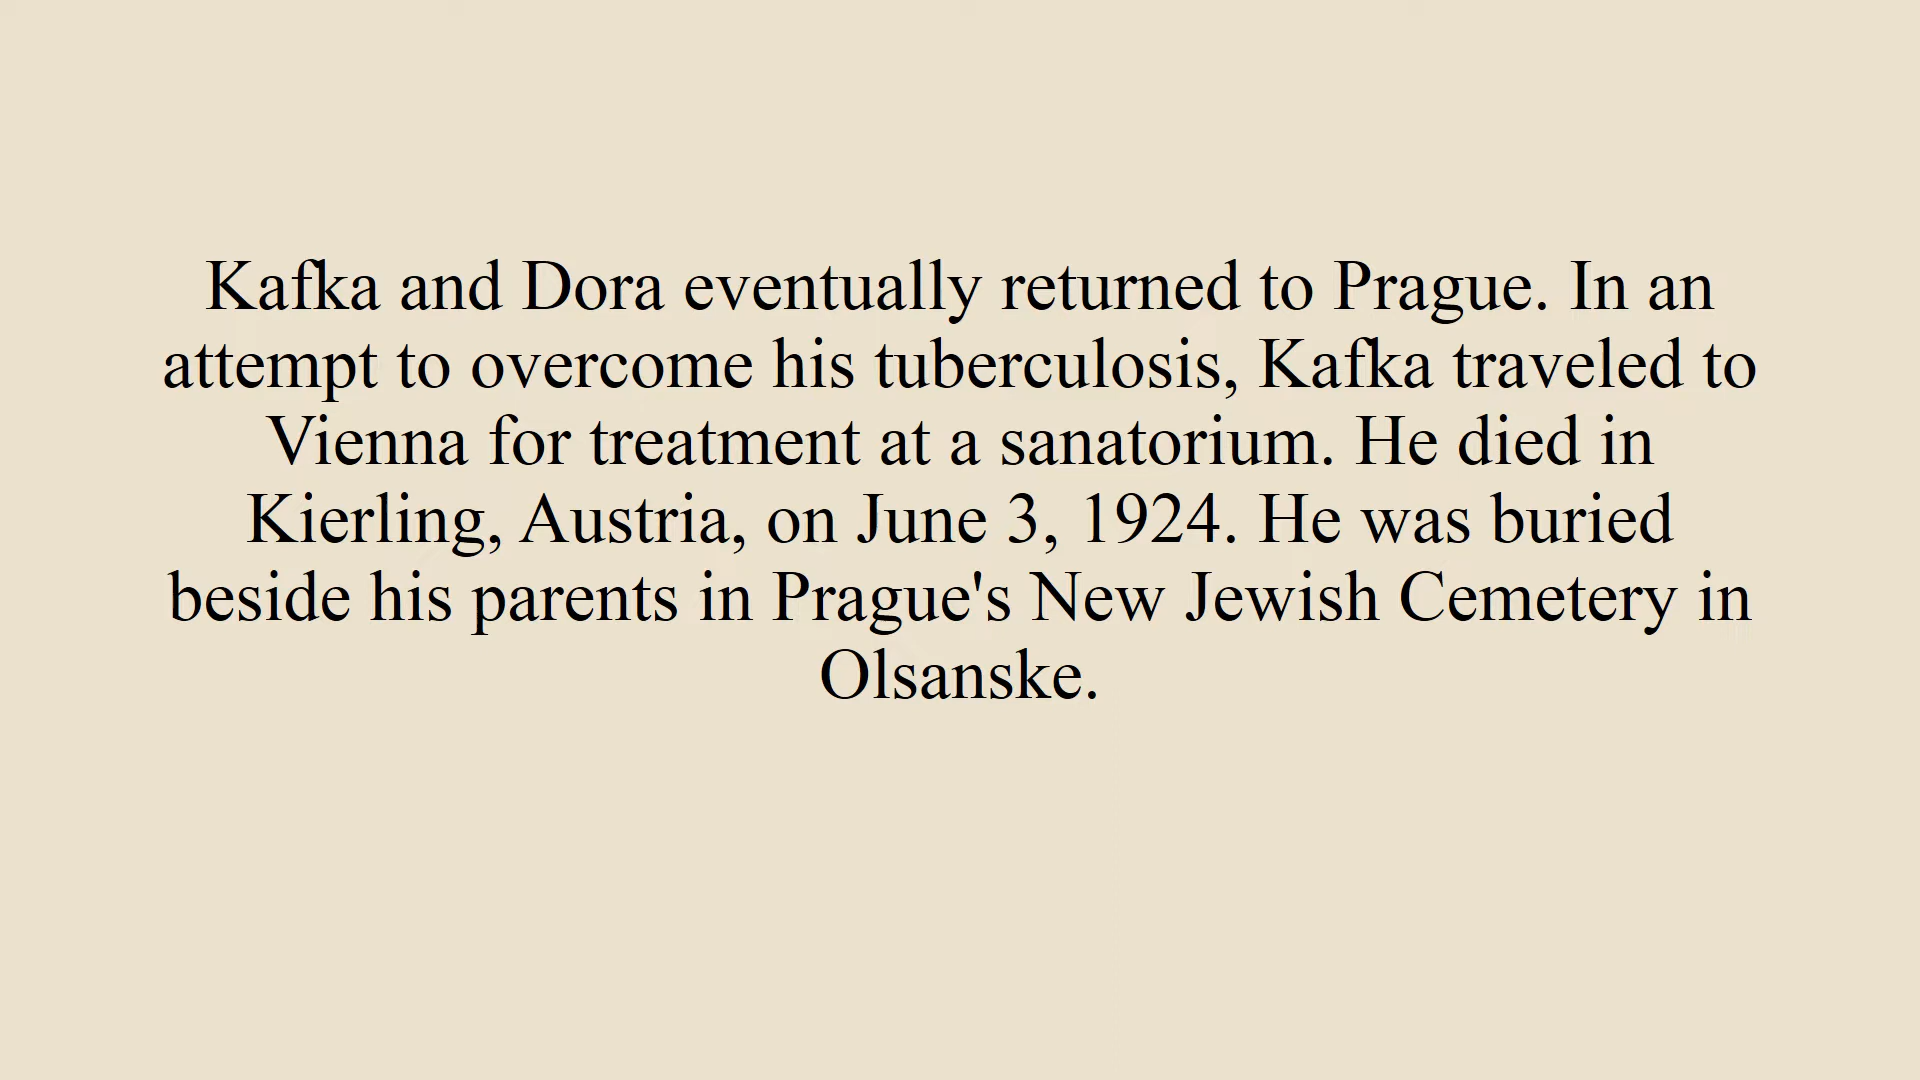 Kafka and Dora eventually returned to Prague. In an
attempt to overcome his tuberculosis, Kafka traveled to
Vienna for treatment at a sanatorium. He died in
Kierling, Austria, on June 3, 1924. He was buried
beside his parents in Prague's New Jewish Cemetery in
Olsanske.